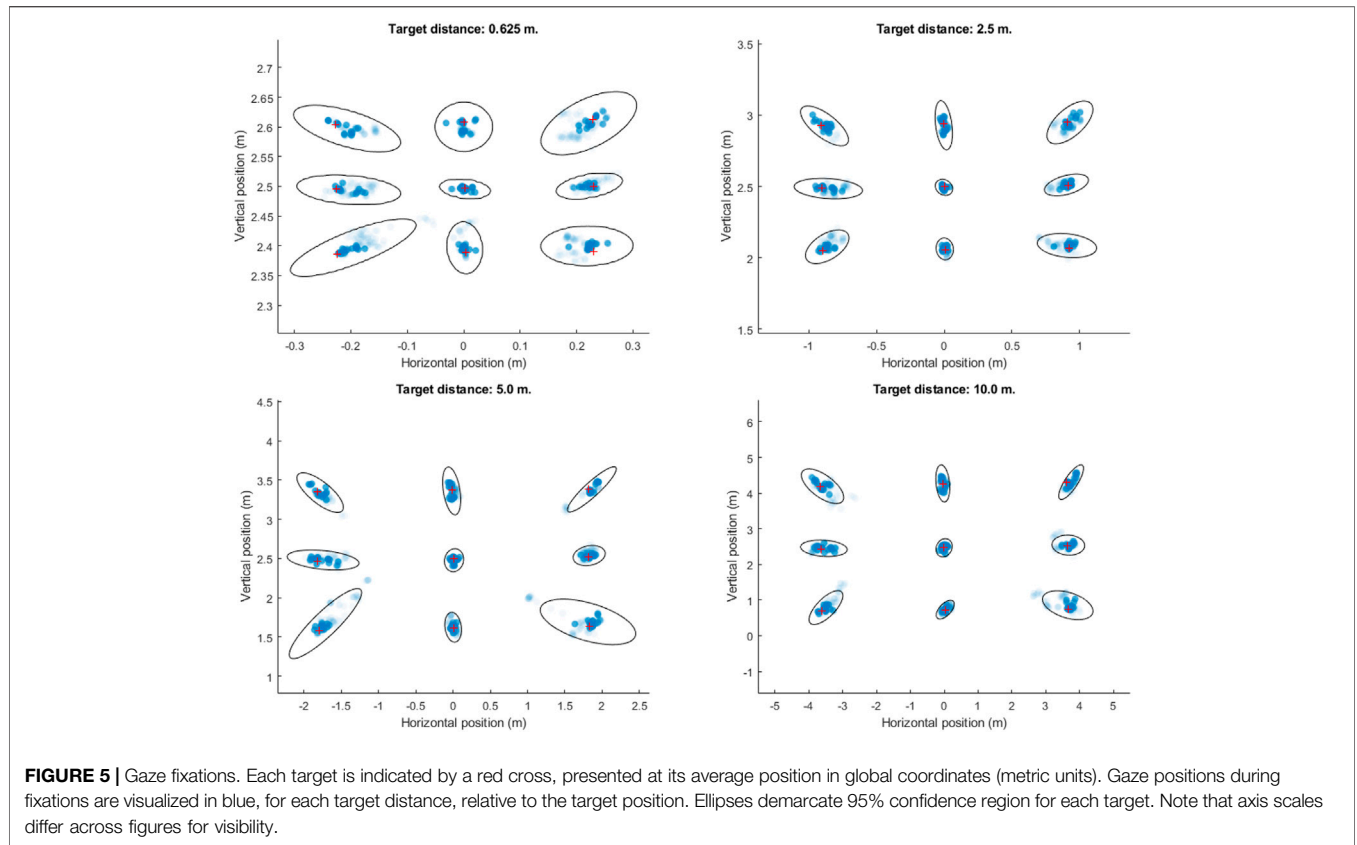 Target distance: 0.625 m.
2.7
2.65
2.6
2.55
2.5
2.45
2.4
2.35
2.3
Vertical position (m)
-0.3 -0.2 -0.1 0 0.1 0.2 0.3
Horizontal position (m)
Target distance: 2.5 m.
3.5
3
2.5
2
1.5
Vertical position (m)
-1 -0.5 0 0.5 1
Horizontal position (m)
Target distance: 5.0 m.
4.5
4
3.5
3
2.5
2
1.5
1
Vertical position (m)
-2 -1.5 -1 -0.5 0 0.5 1 1.5 2 2.5
Horizontal position (m)
Target distance: 10.0 m.
6
5
4
3
2
1
0
-1
Vertical position (m)
-5 -4 -3 -2 -1 0 1 2 3 4 5
Horizontal position (m)
FIGURE 5 | Gaze fixations. Each target is indicated by a red cross, presented at its average position in global coordinates (metric units). Gaze positions during
fixations are visualized in blue, for each target distance, relative to the target position. Ellipses demarcate 95% confidence region for each target. Note that axis scales
differ across figures for visibility.